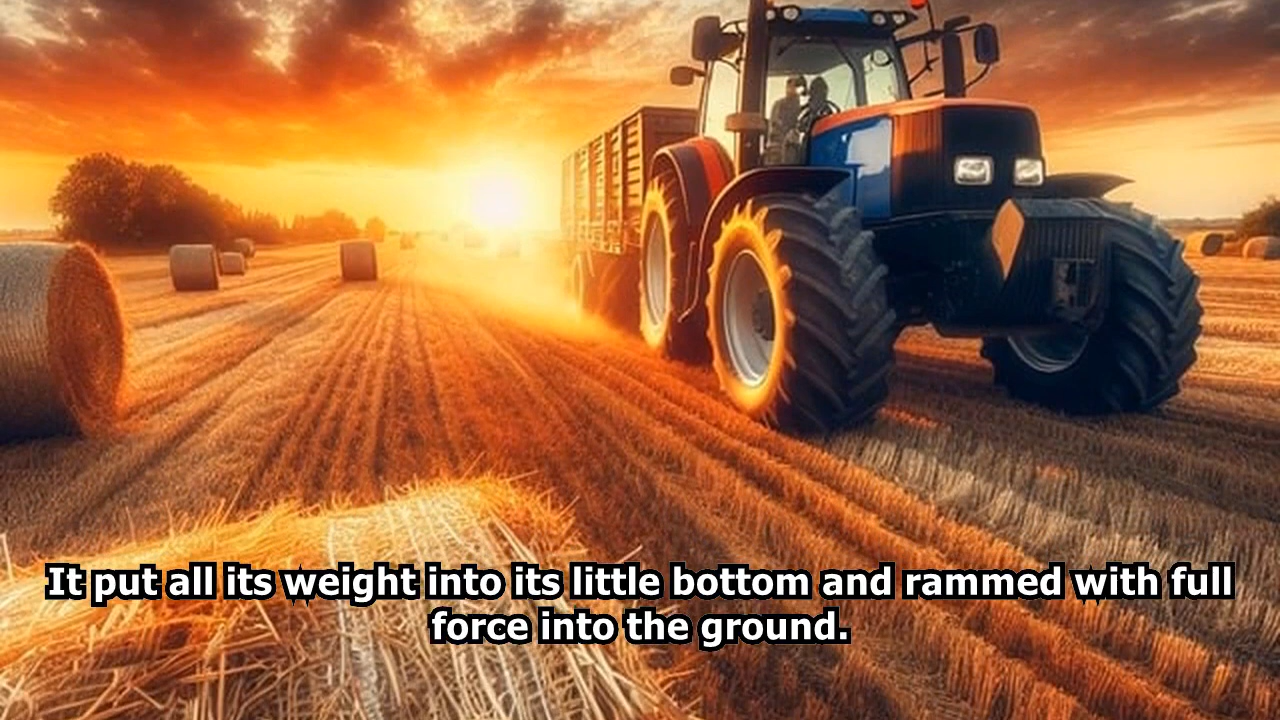 It put all its weight into its little bottom and rammed with full
force into the ground.